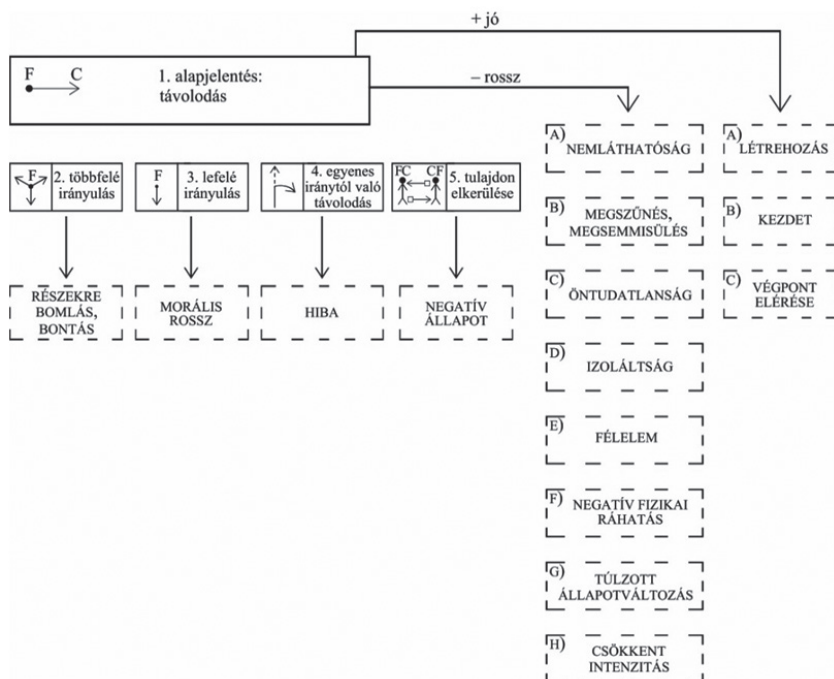 + jó
F C 1. alapjelentés:
távolodás
– rossz
A) NEMLÁTHATÓSÁG
A) LÉTREHOZÁS
F 2. többfelé
irányulás
F 3. lefelé
irányulás
4. egyenes
iránytól való
távolodás
FC CF 5. tulajdon
elkerülése
B) MEGSZŰNÉS,
MEGSEMMISÜLÉS
B) KEZDET
RÉSZEKRE
BOMLÁS,
BONTÁS
MORÁLIS
ROSSZ
HIBA
NEGATÍV
ÁLLAPOT
C) ÖNTUDATLANSÁG
C) VÉGPONT
ELÉRÉSE
D) IZOLÁLTSÁG
E) FÉLELEM
F) NEGATÍV FIZIKAI
RÁHATÁS
G) TÚLZOTT
ÁLLAPOTVÁLTOZÁS
H) CSÖKKENT
INTENZITÁS